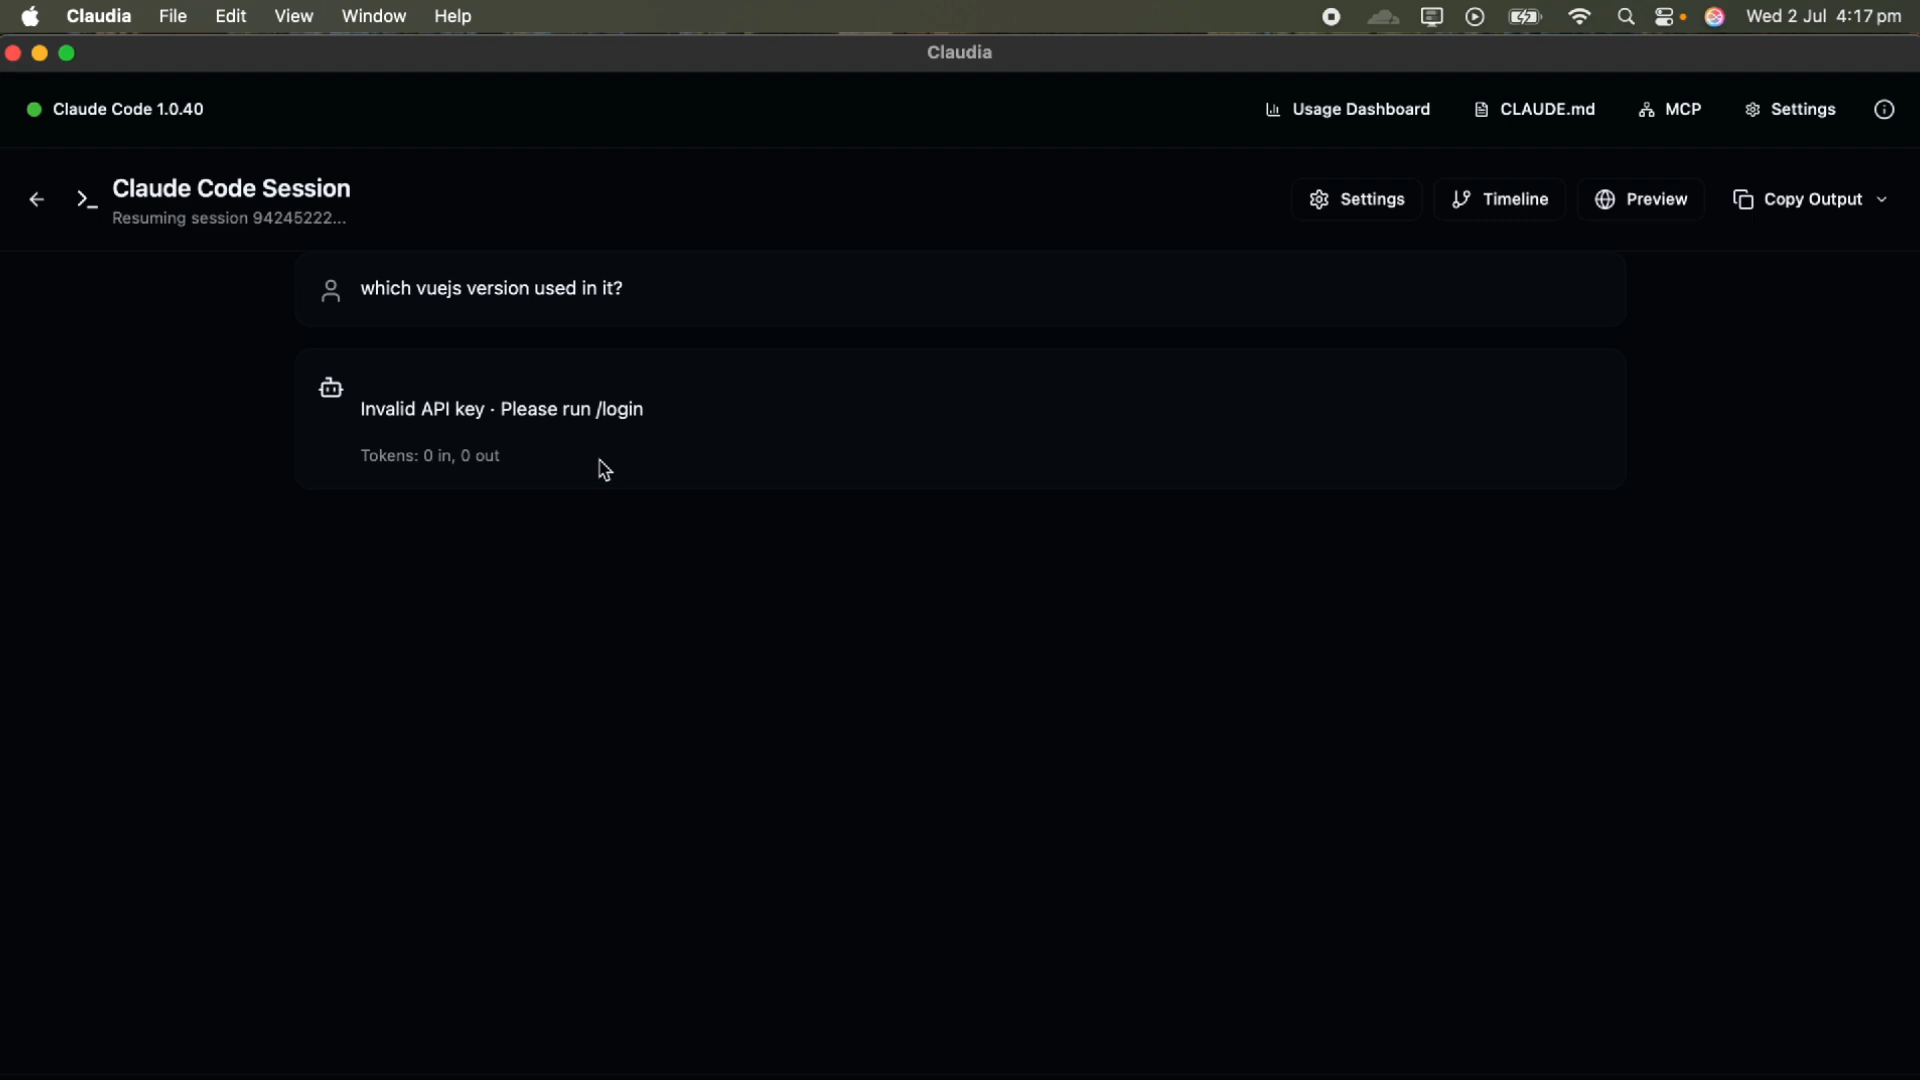 Claudia File Edit View Window Help Wed 2 Jul 4:17 pm
Claudia
Claude Code 1.0.40 Usage Dashboard CLAUDE.md MCP Settings
Claude Code Session
Resuming session 94245222...
Settings Timeline Preview Copy Output
which vuejs version used in it?
Invalid API key · Please run /login
Tokens: 0 in, 0 out